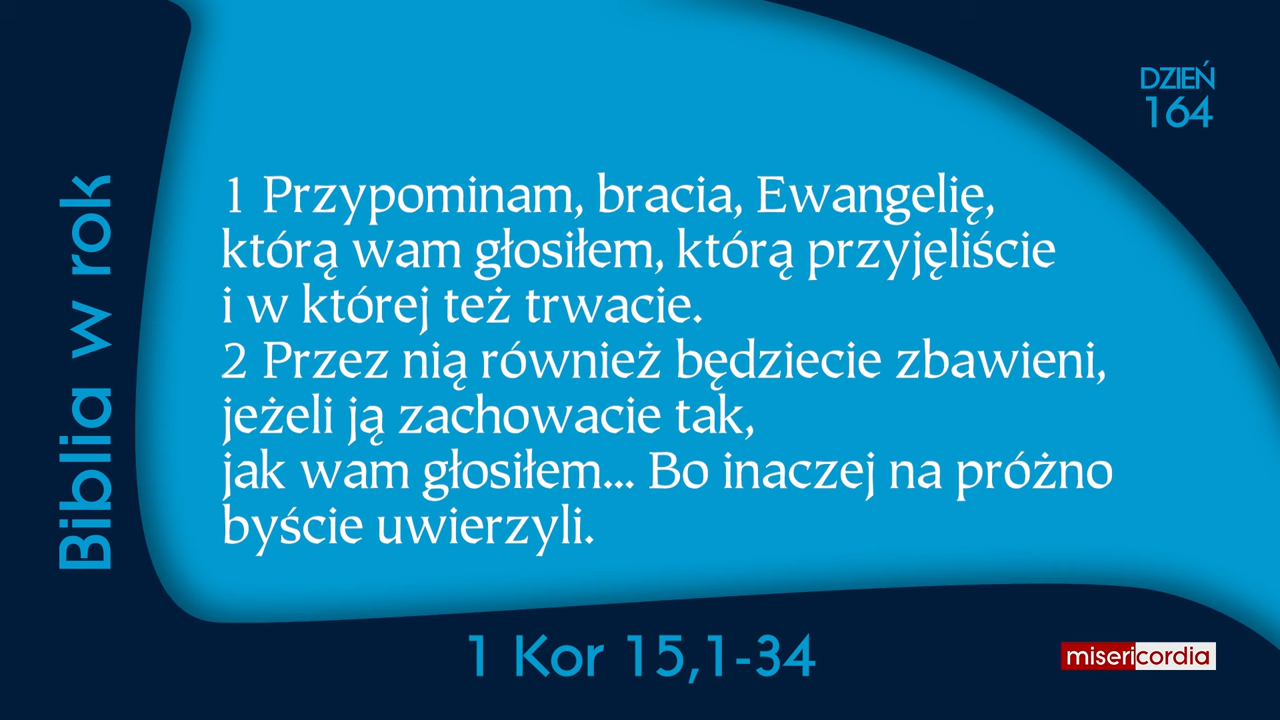 DZIEŃ
164
Biblia w rok
1 Przypominam, bracia, Ewangelię,
którą wam głosiłem, którą przyjęliście
i w której też trwacie.
2 Przez nią również będziecie zbawieni,
jeżeli ją zachowacie tak,
jak wam głosiłem... Bo inaczej na próżno
byście uwierzyli.
1 Kor 15,1-34
misericordia